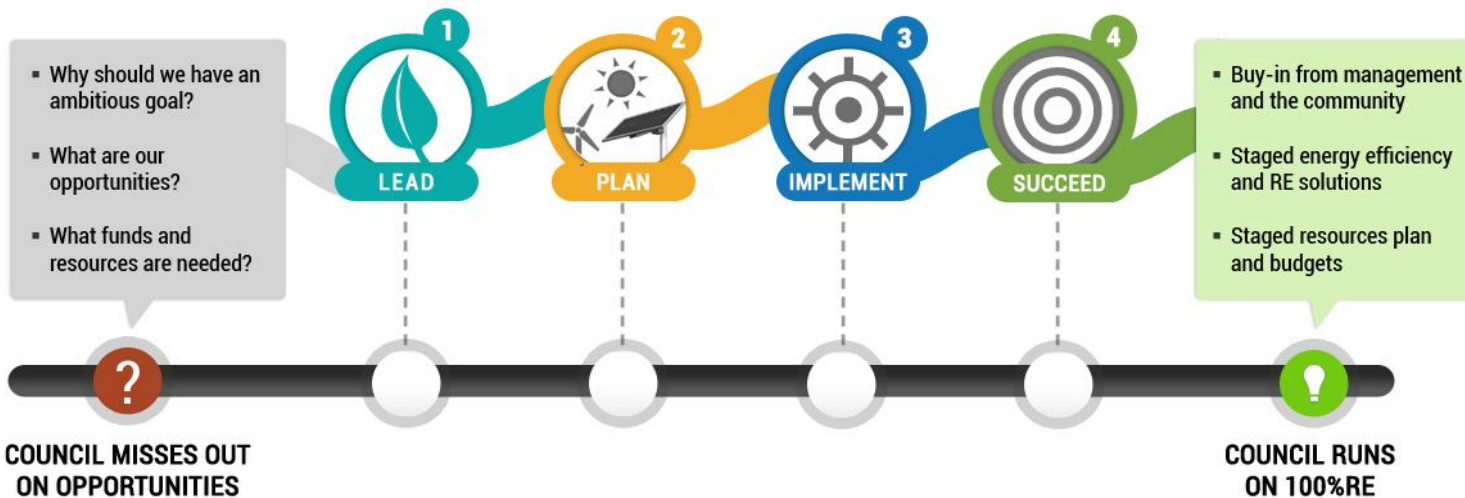 ▪ Why should we have an
ambitious goal?
▪ What are our
opportunities?
▪ What funds and
resources are needed?
1
LEAD
2
PLAN
3
IMPLEMENT
4
SUCCEED
▪ Buy-in from management
and the community
▪ Staged energy efficiency
and RE solutions
▪ Staged resources plan
and budgets
?
COUNCIL MISSES OUT
ON OPPORTUNITIES
COUNCIL RUNS
ON 100%RE